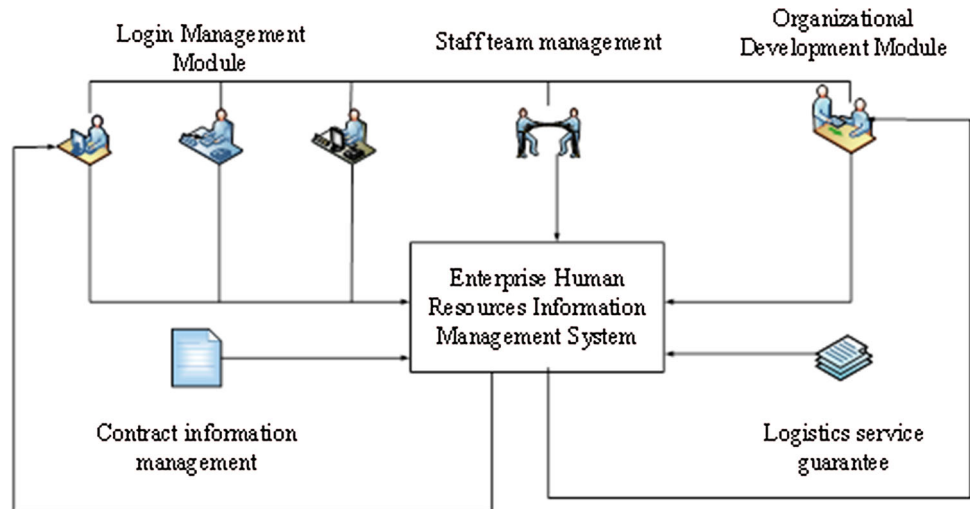 Login Management
Module
Staff team management
Organizational
Development Module
Enterprise Human
Resources Information
Management System
Contract information
management
Logistics service
guarantee